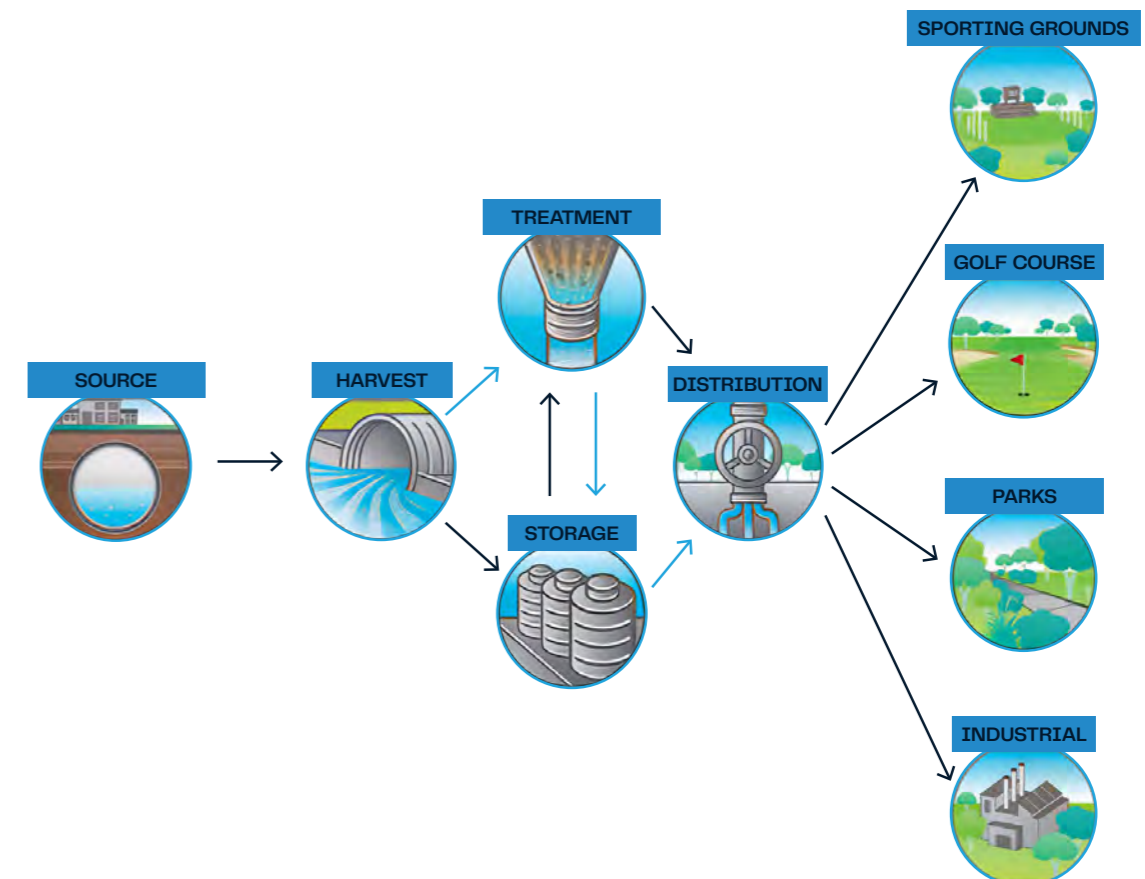 SOURCE
HARVEST
TREATMENT
STORAGE
DISTRIBUTION
SPORTING GROUNDS
GOLF COURSE
PARKS
INDUSTRIAL